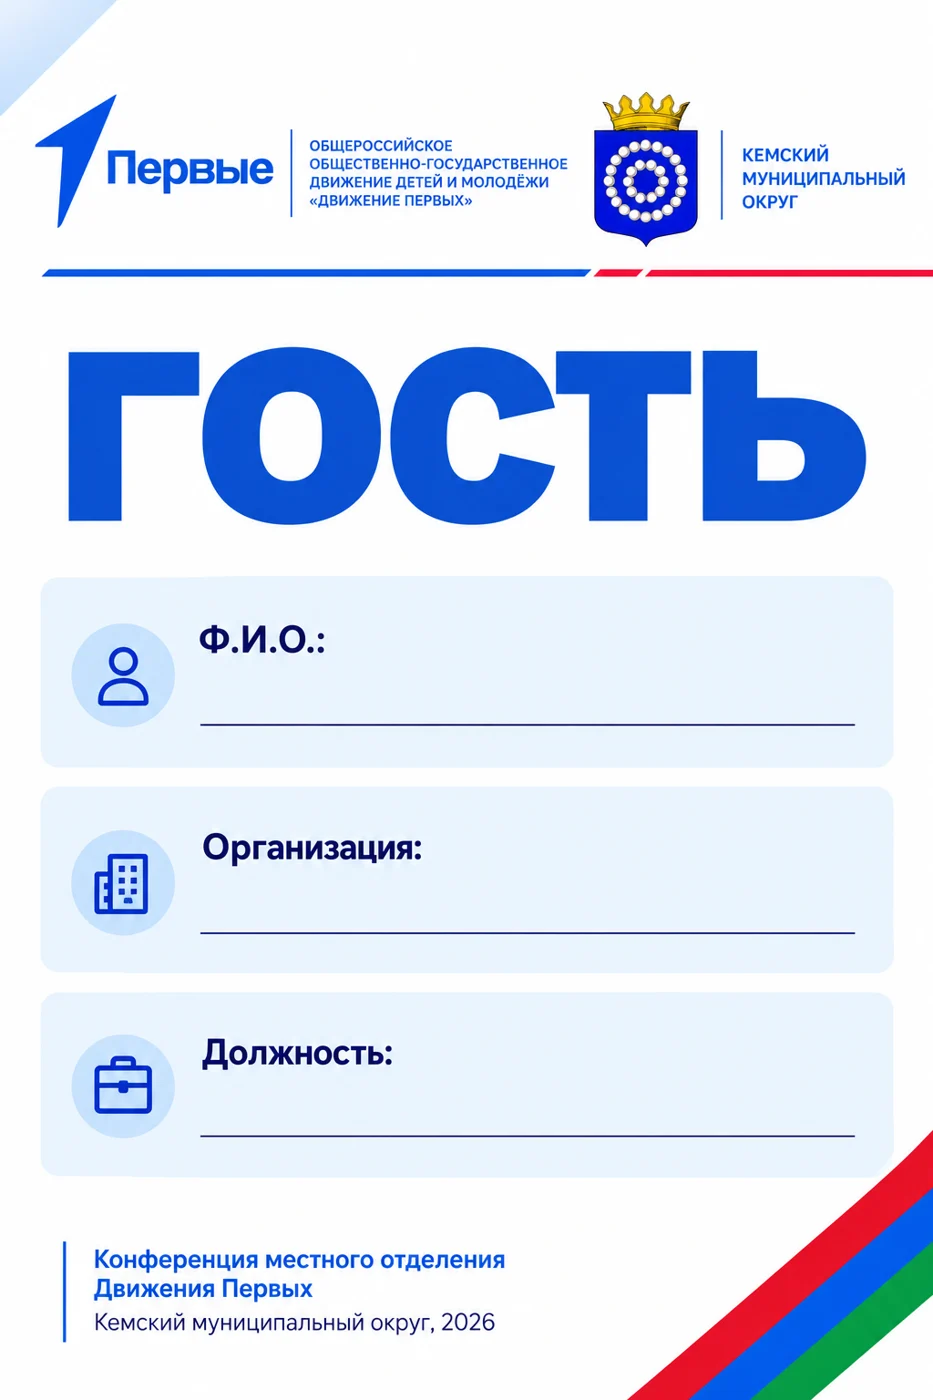 Первые
ОБЩЕРОССИЙСКОЕ
ОБЩЕСТВЕННО-ГОСУДАРСТВЕННОЕ
ДВИЖЕНИЕ ДЕТЕЙ И МОЛОДЁЖИ
«ДВИЖЕНИЕ ПЕРВЫХ»
КЕМСКИЙ
МУНИЦИПАЛЬНЫЙ
ОКРУГ
ГОСТЬ
Ф.И.О.:
Организация:
Должность:
Конференция местного отделения
Движения Первых
Кемский муниципальный округ, 2026